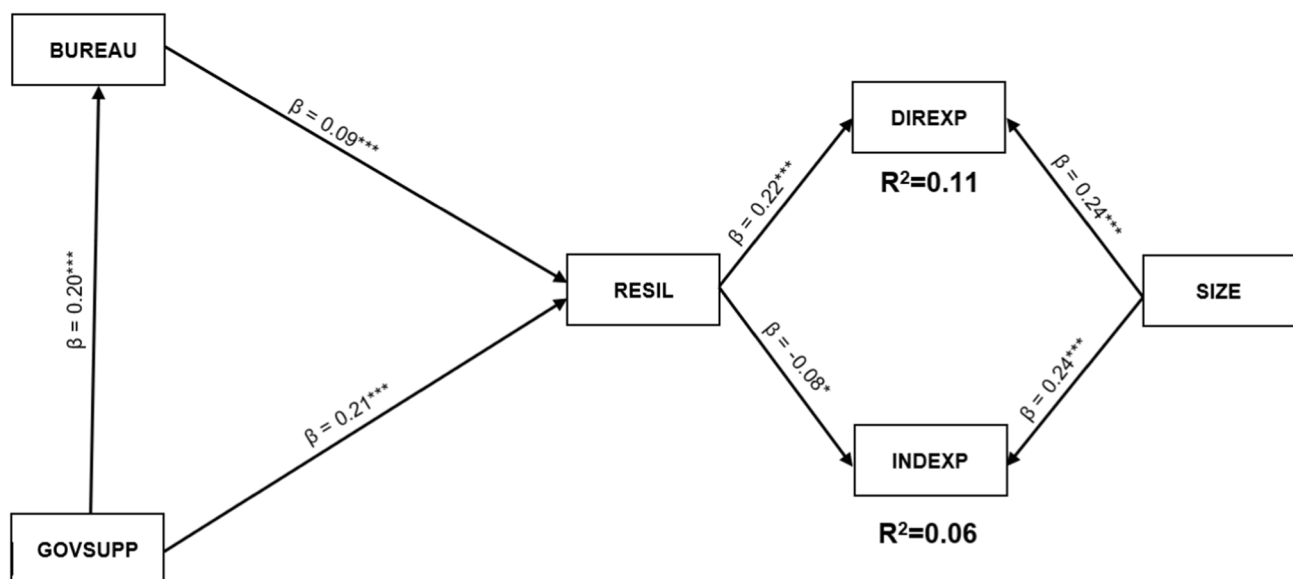 BUREAU
β = 0.09***
DIREXP
R²=0.11
β = 0.22***
β = 0.24***
β = 0.20***
RESIL
SIZE
β = 0.21***
β = -0.08*
β = 0.24***
INDEXP
R²=0.06
GOVSUPP